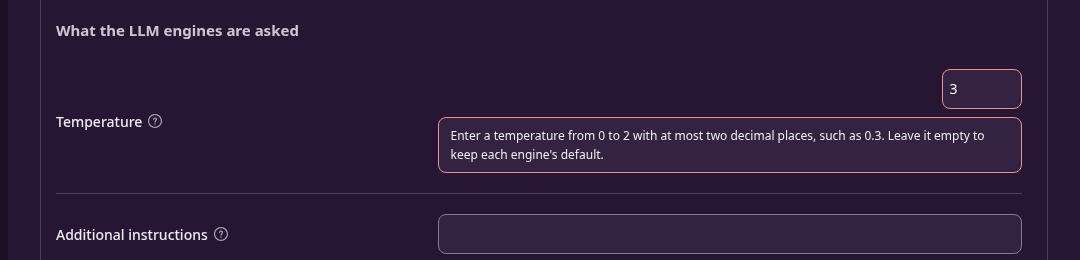 What the LLM engines are asked
3
Temperature ?
Enter a temperature from 0 to 2 with at most two decimal places, such as 0.3. Leave it empty to
keep each engine's default.
Additional instructions ?